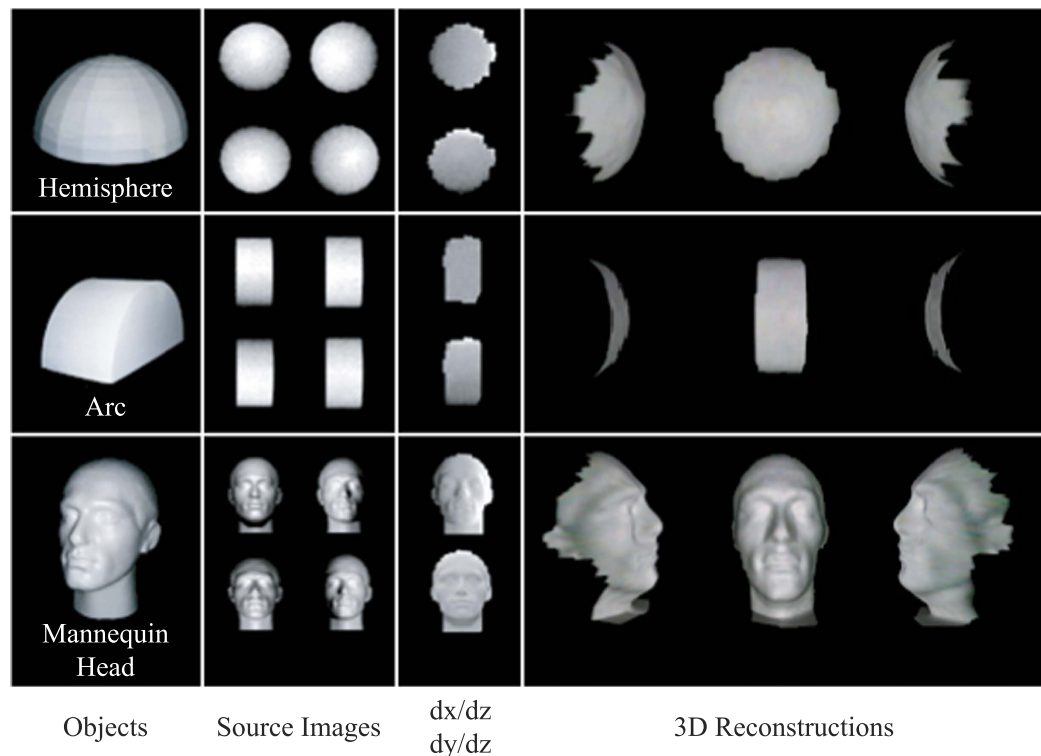 Hemisphere
Arc
Mannequin
Head
Objects
Source Images
dx/dz
dy/dz
3D Reconstructions